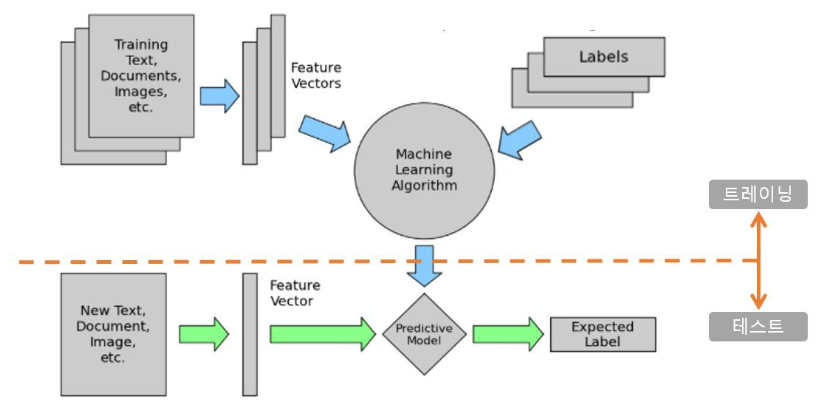 Training
Text,
Documents,
Images,
etc.
Feature
Vectors
Labels
Machine
Learning
Algorithm
트레이닝
New Text,
Document,
Image,
etc.
Feature
Vector
Predictive
Model
Expected
Label
테스트